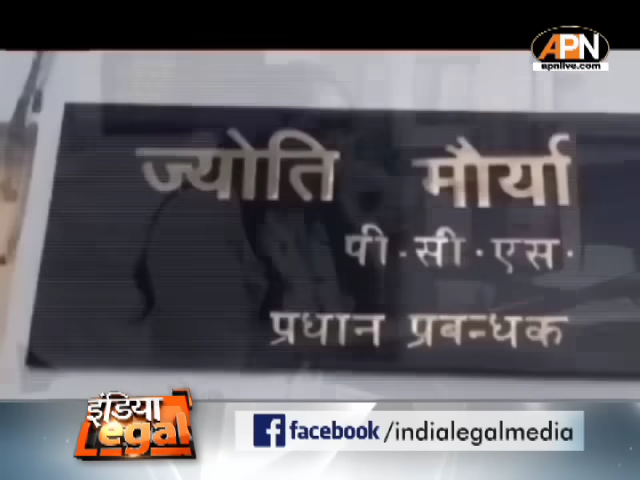 APN
apnlive.com
ज्योति मौर्या
पी·सी·एस·
प्रधान प्रबन्धक
इंडिया
Legal
facebook /indialegalmedia